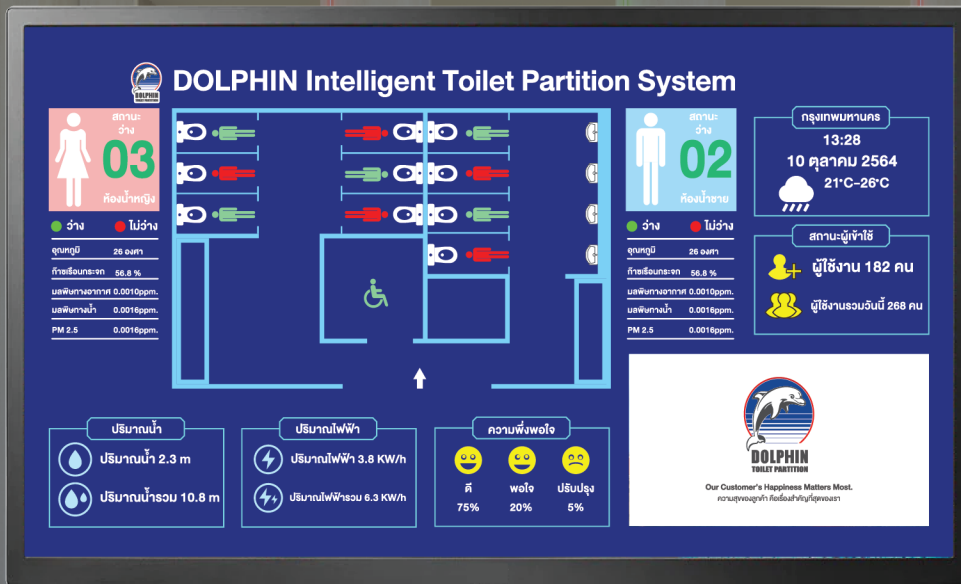 DOLPHIN Intelligent Toilet Partition System
DOLPHIN
TOILET PARTITION
สถานะ
ว่าง
03
ห้องน้ำหญิง
ว่าง
ไม่ว่าง
อุณหภูมิ 26 องศา
ก๊าซเรือนกระจก 56.8 %
มลพิษทางอากาศ 0.0010ppm.
มลพิษทางน้ำ 0.0016ppm.
PM 2.5 0.0016ppm.
สถานะ
ว่าง
02
ห้องน้ำชาย
ว่าง
ไม่ว่าง
อุณหภูมิ 26 องศา
ก๊าซเรือนกระจก 56.8 %
มลพิษทางอากาศ 0.0010ppm.
มลพิษทางน้ำ 0.0016ppm.
PM 2.5 0.0016ppm.
กรุงเทพมหานคร
13:28
10 ตุลาคม 2564
21°C-26°C
สถานะผู้เข้าใช้
ผู้ใช้งาน 182 คน
ผู้ใช้งานรวมวันนี้ 268 คน
ปริมาณน้ำ
ปริมาณน้ำ 2.3 m
ปริมาณน้ำรวม 10.8 m
ปริมาณไฟฟ้า
ปริมาณไฟฟ้า 3.8 KW/h
ปริมาณไฟฟ้ารวม 6.3 KW/h
ความพึ่งพอใจ
ดี
พอใจ
ปรับปรุง
75%
20%
5%
DOLPHIN
TOILET PARTITION
Our Customer's Happiness Matters Most.
ความสุขของลูกค้า คือเรื่องสำคัญที่สุดของเรา